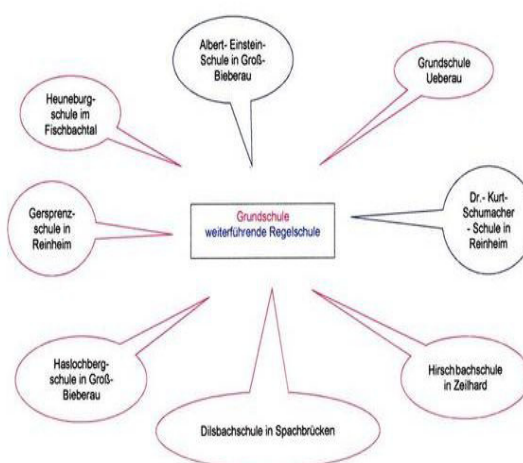 Albert- Einstein-
Schule in Groß-
Bieberau
Grundschule
Ueberau
Heuneburg-
schule im
Fischbachtal
Dr.- Kurt-
Schumacher
- Schule in
Reinheim
Gersprenz-
schule in
Reinheim
Grundschule
weiterführende Regelschule
Haslochberg-
schule in Groß-
Bieberau
Hirschbachschule
in Zeilhard
Dilsbachschule in Spachbrücken